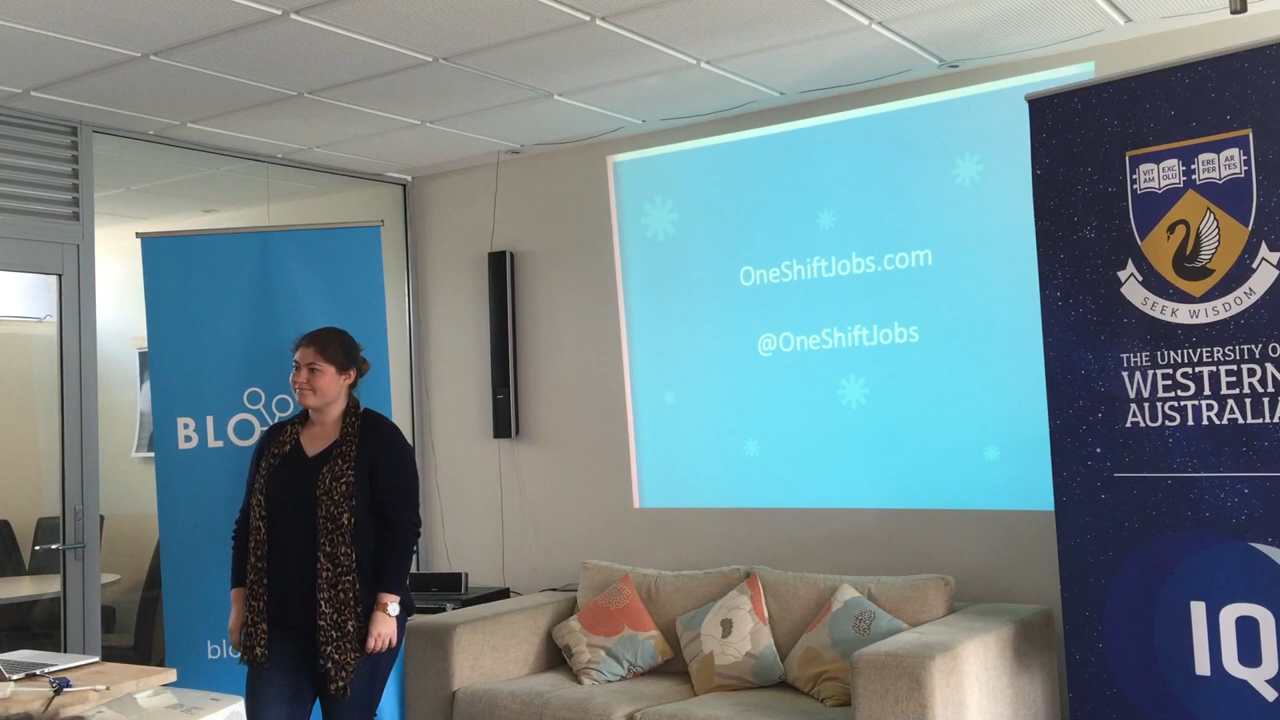 OneShiftJobs.com
@OneShiftJobs
BLO
blo
VIT EXC
AM OLU
ERE AR
PER TES
SEEK WISDOM
THE UNIVERSITY O
WESTERN
AUSTRALIA
IQ